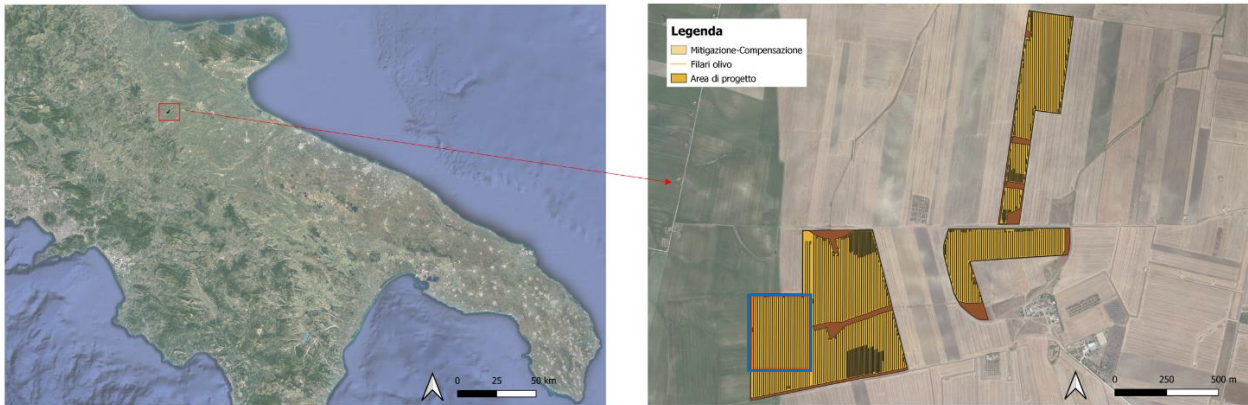 0 25 50 km
Legenda
Mitigazione-Compensazione
Filari olivo
Area di progetto
0 250 500 m